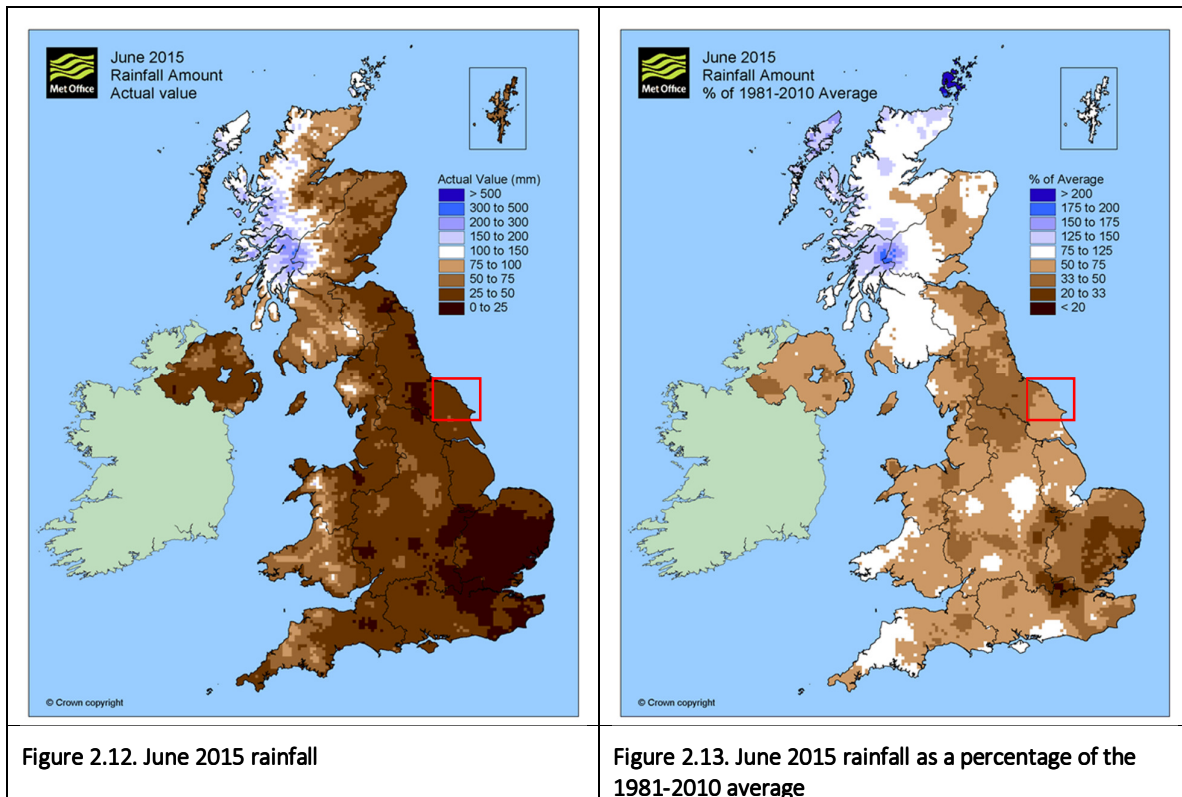 June 2015
Rainfall Amount
Actual value
Met Office
Actual Value (mm)
> 500
300 to 500
200 to 300
150 to 200
100 to 150
75 to 100
50 to 75
25 to 50
0 to 25
© Crown copyright
Figure 2.12. June 2015 rainfall
June 2015
Rainfall Amount
% of 1981-2010 Average
Met Office
% of Average
> 200
175 to 200
150 to 175
125 to 150
75 to 125
50 to 75
33 to 50
20 to 33
< 20
© Crown copyright
Figure 2.13. June 2015 rainfall as a percentage of the
1981-2010 average